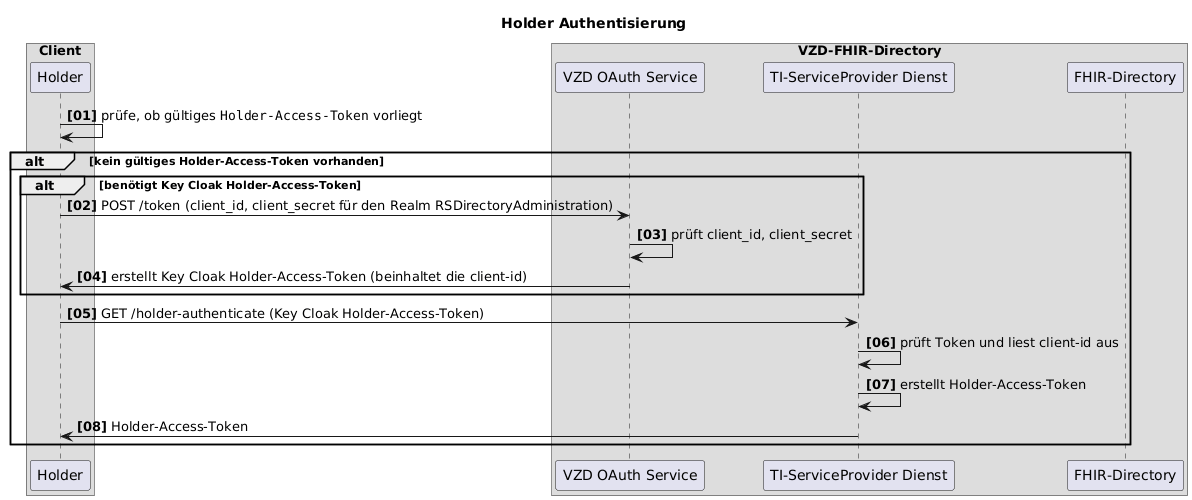 Holder Authentisierung
Client
VZD-FHIR-Directory
Holder
VZD OAuth Service
TI-ServiceProvider Dienst
FHIR-Directory
[01] prüfe, ob gültiges Holder-Access-Token vorliegt
alt [kein gültiges Holder-Access-Token vorhanden]
alt [benötigt Key Cloak Holder-Access-Token]
[02] POST /token (client_id, client_secret für den Realm RSDirectoryAdministration)
[03] prüft client_id, client_secret
[04] erstellt Key Cloak Holder-Access-Token (beinhaltet die client-id)
[05] GET /holder-authenticate (Key Cloak Holder-Access-Token)
[06] prüft Token und liest client-id aus
[07] erstellt Holder-Access-Token
[08] Holder-Access-Token
Holder
VZD OAuth Service
TI-ServiceProvider Dienst
FHIR-Directory